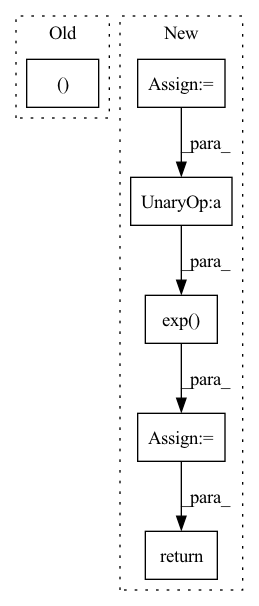 Old
New
()
Assign:=
_para_
UnaryOp:a
_para_
exp()
_para_
Assign:=
_para_
return